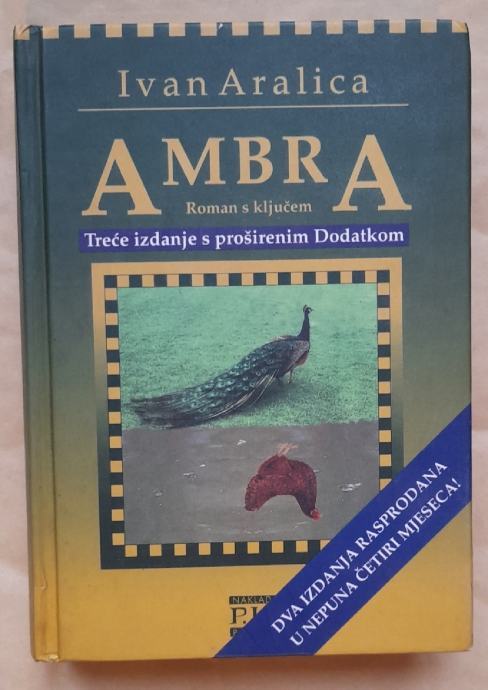 Ivan Aralica
AMBRA
Roman s ključem
Treće izdanje s proširenim Dodatkom
DVA IZDANJA RASPRODANA
U NEPUNA ČETIRI MJESECA!